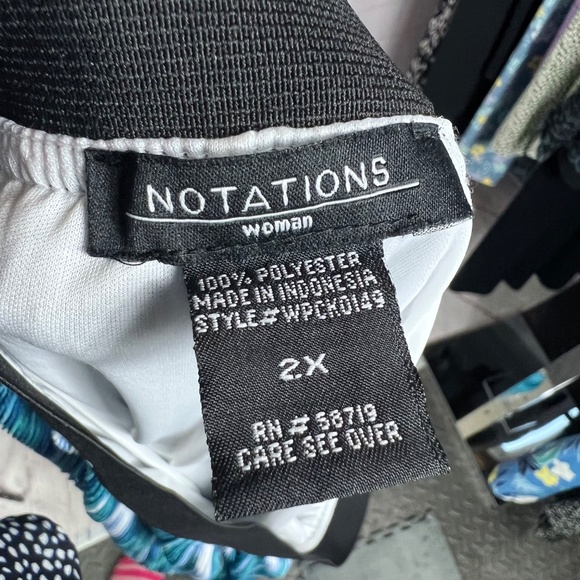 NOTATIONS
woman
100% POLYESTER
MADE IN INDONESIA
STYLE# WPCK0149
2X
RN # 58719
CARE SEE OVER